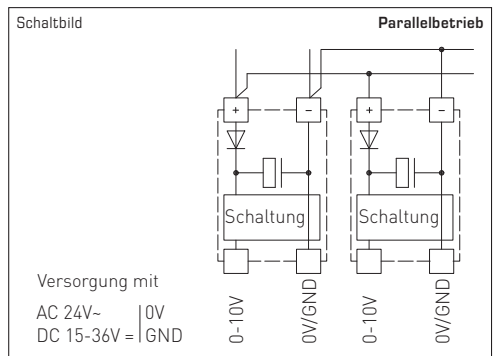 Schaltbild
Parallelbetrieb
+ − + −
Schaltung Schaltung
Versorgung mit
AC 24V~ | 0V
DC 15-36V = | GND
0-10V
0V/GND
0-10V
0V/GND